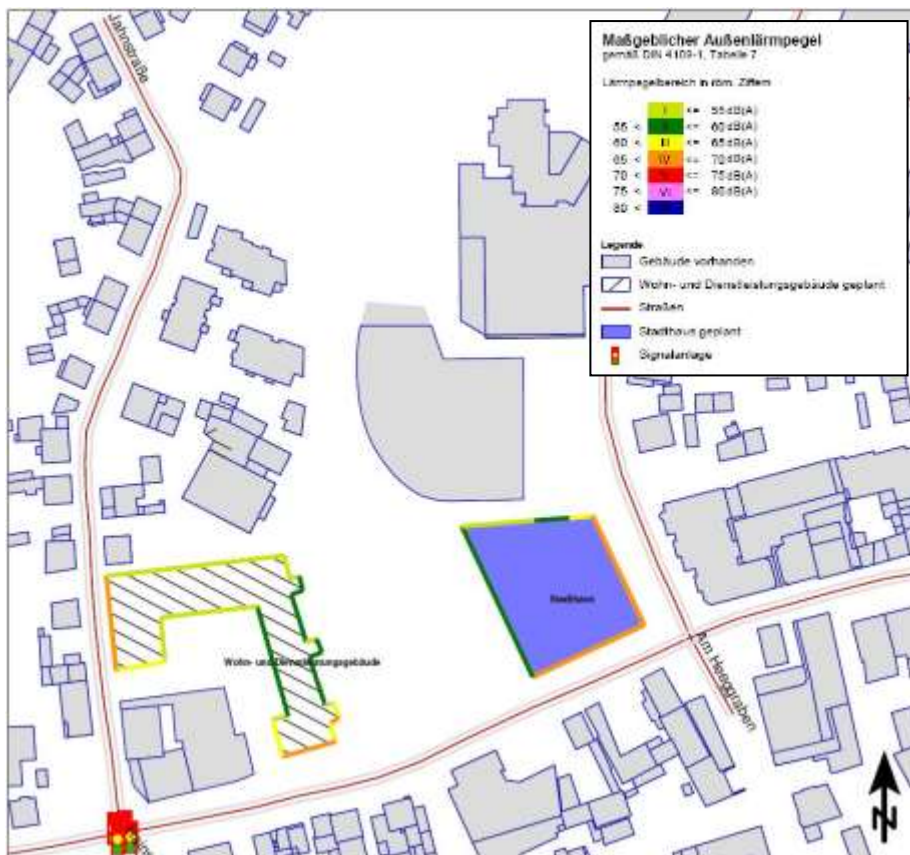 Jahnstraße
Maßgeblicher Außenlärmpegel
gemäß DIN 4109-1, Tabelle 7
Lärmpegelbereich in röm. Ziffern
I <= 55 dB(A)
55 < <= 60 dB(A)
60 < III <= 65 dB(A)
65 < IV <= 70 dB(A)
70 < <= 75 dB(A)
75 < VI <= 80 dB(A)
80 <
Legende
Gebäude vorhanden
Wohn- und Dienstleistungsgebäude geplant
Straßen
Stadthaus geplant
Signalanlage
Stadthaus
Wohn- und Dienstleistungsgebäude
Am Heeggraben
N